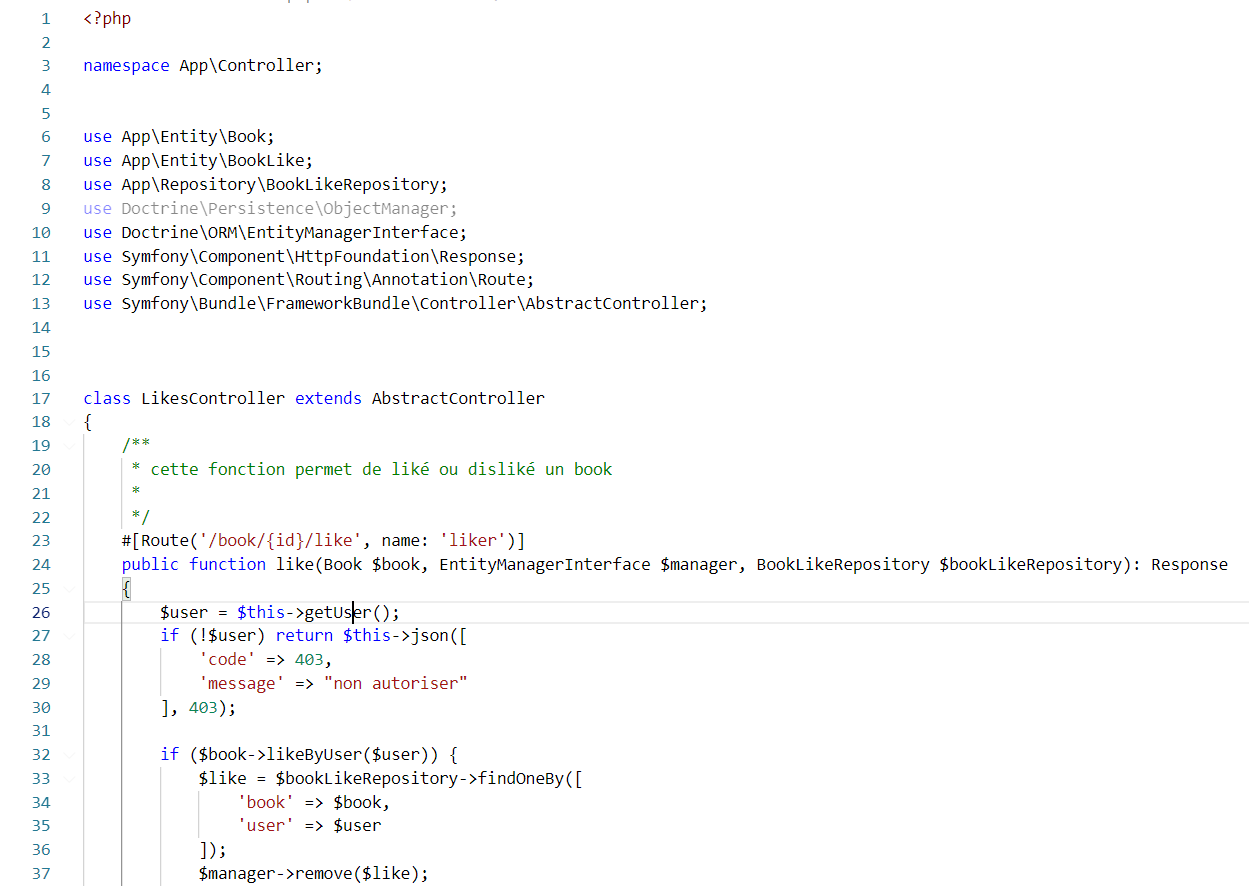 1 <?php
2
3 namespace App\Controller;
4
5
6 use App\Entity\Book;
7 use App\Entity\BookLike;
8 use App\Repository\BookLikeRepository;
9 use Doctrine\Persistence\ObjectManager;
10 use Doctrine\ORM\EntityManagerInterface;
11 use Symfony\Component\HttpFoundation\Response;
12 use Symfony\Component\Routing\Annotation\Route;
13 use Symfony\Bundle\FrameworkBundle\Controller\AbstractController;
14
15
16
17 class LikesController extends AbstractController
18 {
19     /**
20      * cette fonction permet de liké ou disliké un book
21      *
22      */
23     #[Route('/book/{id}/like', name: 'liker')]
24     public function like(Book $book, EntityManagerInterface $manager, BookLikeRepository $bookLikeRepository): Response
25     {
26         $user = $this->getUser();
27         if (!$user) return $this->json([
28             'code' => 403,
29             'message' => "non autoriser"
30         ], 403);
31
32         if ($book->likeByUser($user)) {
33             $like = $bookLikeRepository->findOneBy([
34                 'book' => $book,
35                 'user' => $user
36             ]);
37             $manager->remove($like);